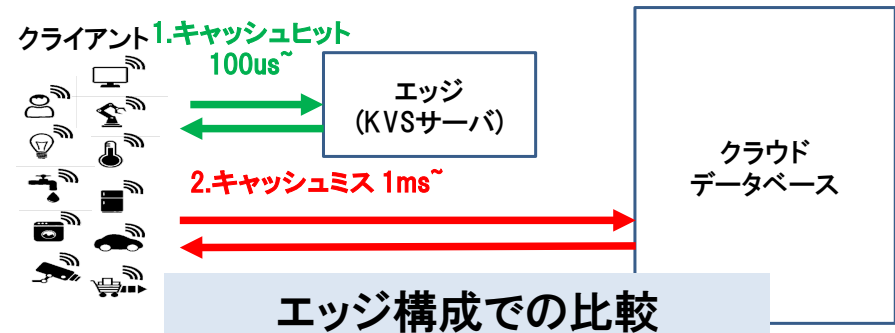 クライアント
1.キャッシュヒット
100us~
エッジ
(KVSサーバ)
クラウド
データベース
2.キャッシュミス 1ms~
エッジ構成での比較